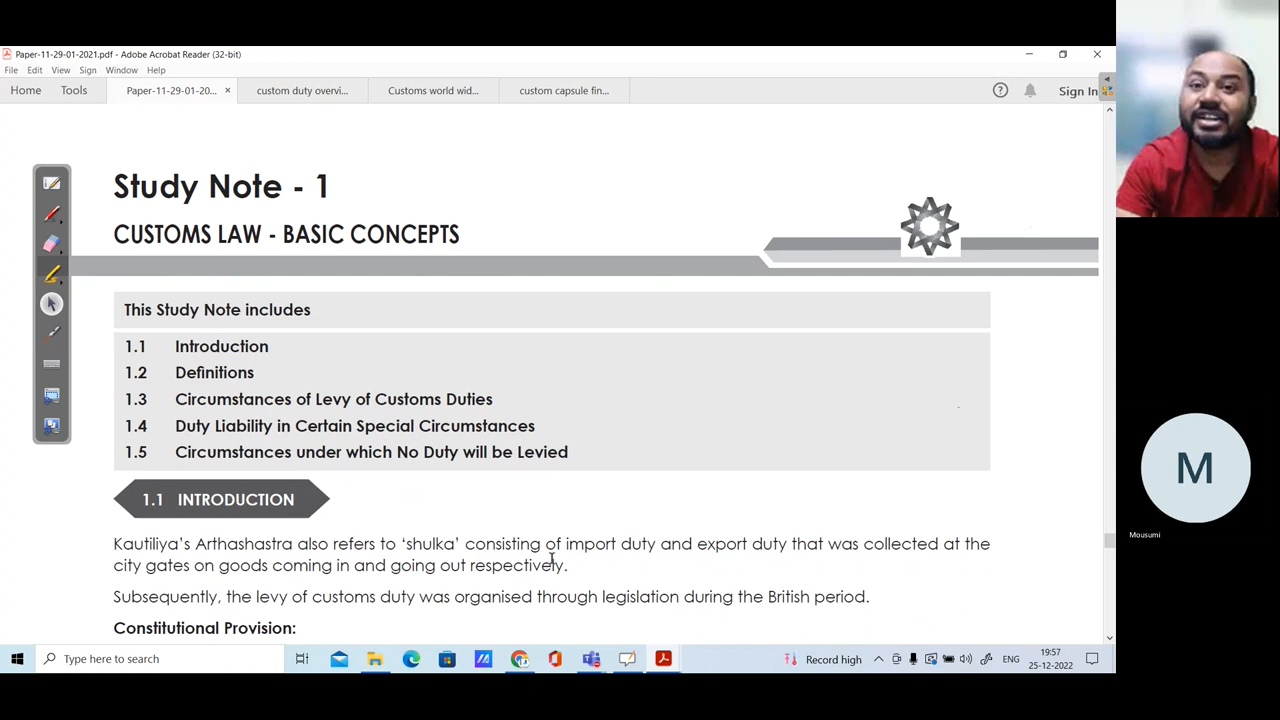 Paper-11-29-01-2021.pdf - Adobe Acrobat Reader (32-bit)
File Edit View Sign Window Help
Home Tools Paper-11-29-01-20... × custom duty overvi... Customs world wid... custom capsule fin... Sign In
Study Note - 1
CUSTOMS LAW - BASIC CONCEPTS
This Study Note includes
1.1 Introduction
1.2 Definitions
1.3 Circumstances of Levy of Customs Duties
1.4 Duty Liability in Certain Special Circumstances
1.5 Circumstances under which No Duty will be Levied
1.1 INTRODUCTION
Kautiliya's Arthashastra also refers to 'shulka' consisting of import duty and export duty that was collected at the
city gates on goods coming in and going out respectively.
Subsequently, the levy of customs duty was organised through legislation during the British period.
Constitutional Provision:
M
Mousumi
Type here to search
Record high
ENG
19:57
25-12-2022